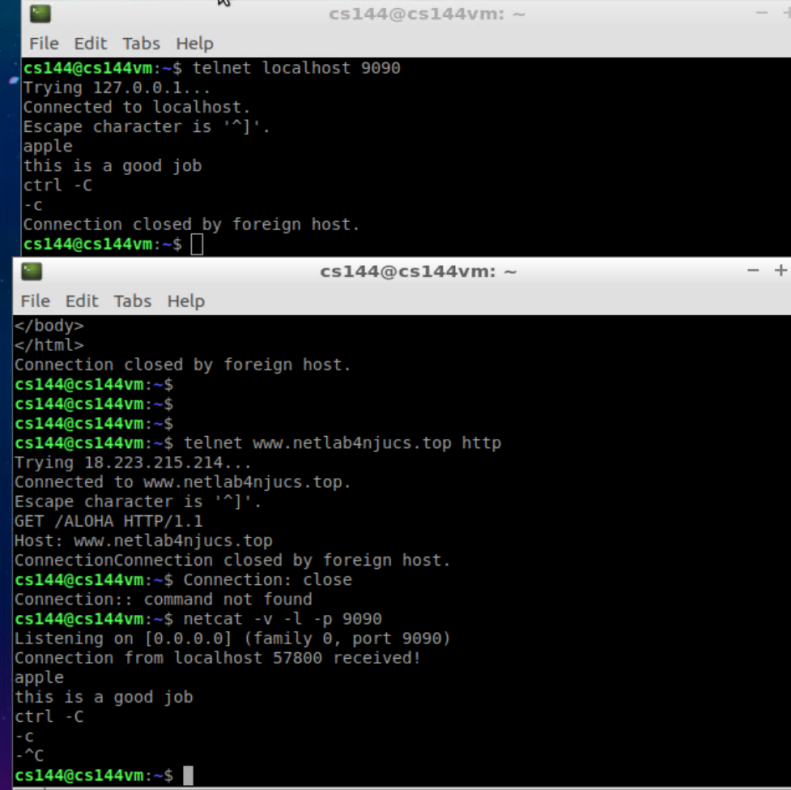 cs144@cs144vm: ~
File Edit Tabs Help
cs144@cs144vm:~$ telnet localhost 9090
Trying 127.0.0.1...
Connected to localhost.
Escape character is '^]'.
apple
this is a good job
ctrl -C
-c
Connection closed by foreign host.
cs144@cs144vm:~$
cs144@cs144vm: ~
File Edit Tabs Help
</body>
</html>
Connection closed by foreign host.
cs144@cs144vm:~$
cs144@cs144vm:~$
cs144@cs144vm:~$
cs144@cs144vm:~$ telnet www.netlab4njucs.top http
Trying 18.223.215.214...
Connected to www.netlab4njucs.top.
Escape character is '^]'.
GET /ALOHA HTTP/1.1
Host: www.netlab4njucs.top
ConnectionConnection closed by foreign host.
cs144@cs144vm:~$ Connection: close
Connection:: command not found
cs144@cs144vm:~$ netcat -v -l -p 9090
Listening on [0.0.0.0] (family 0, port 9090)
Connection from localhost 57800 received!
apple
this is a good job
ctrl -C
-c
-^C
cs144@cs144vm:~$